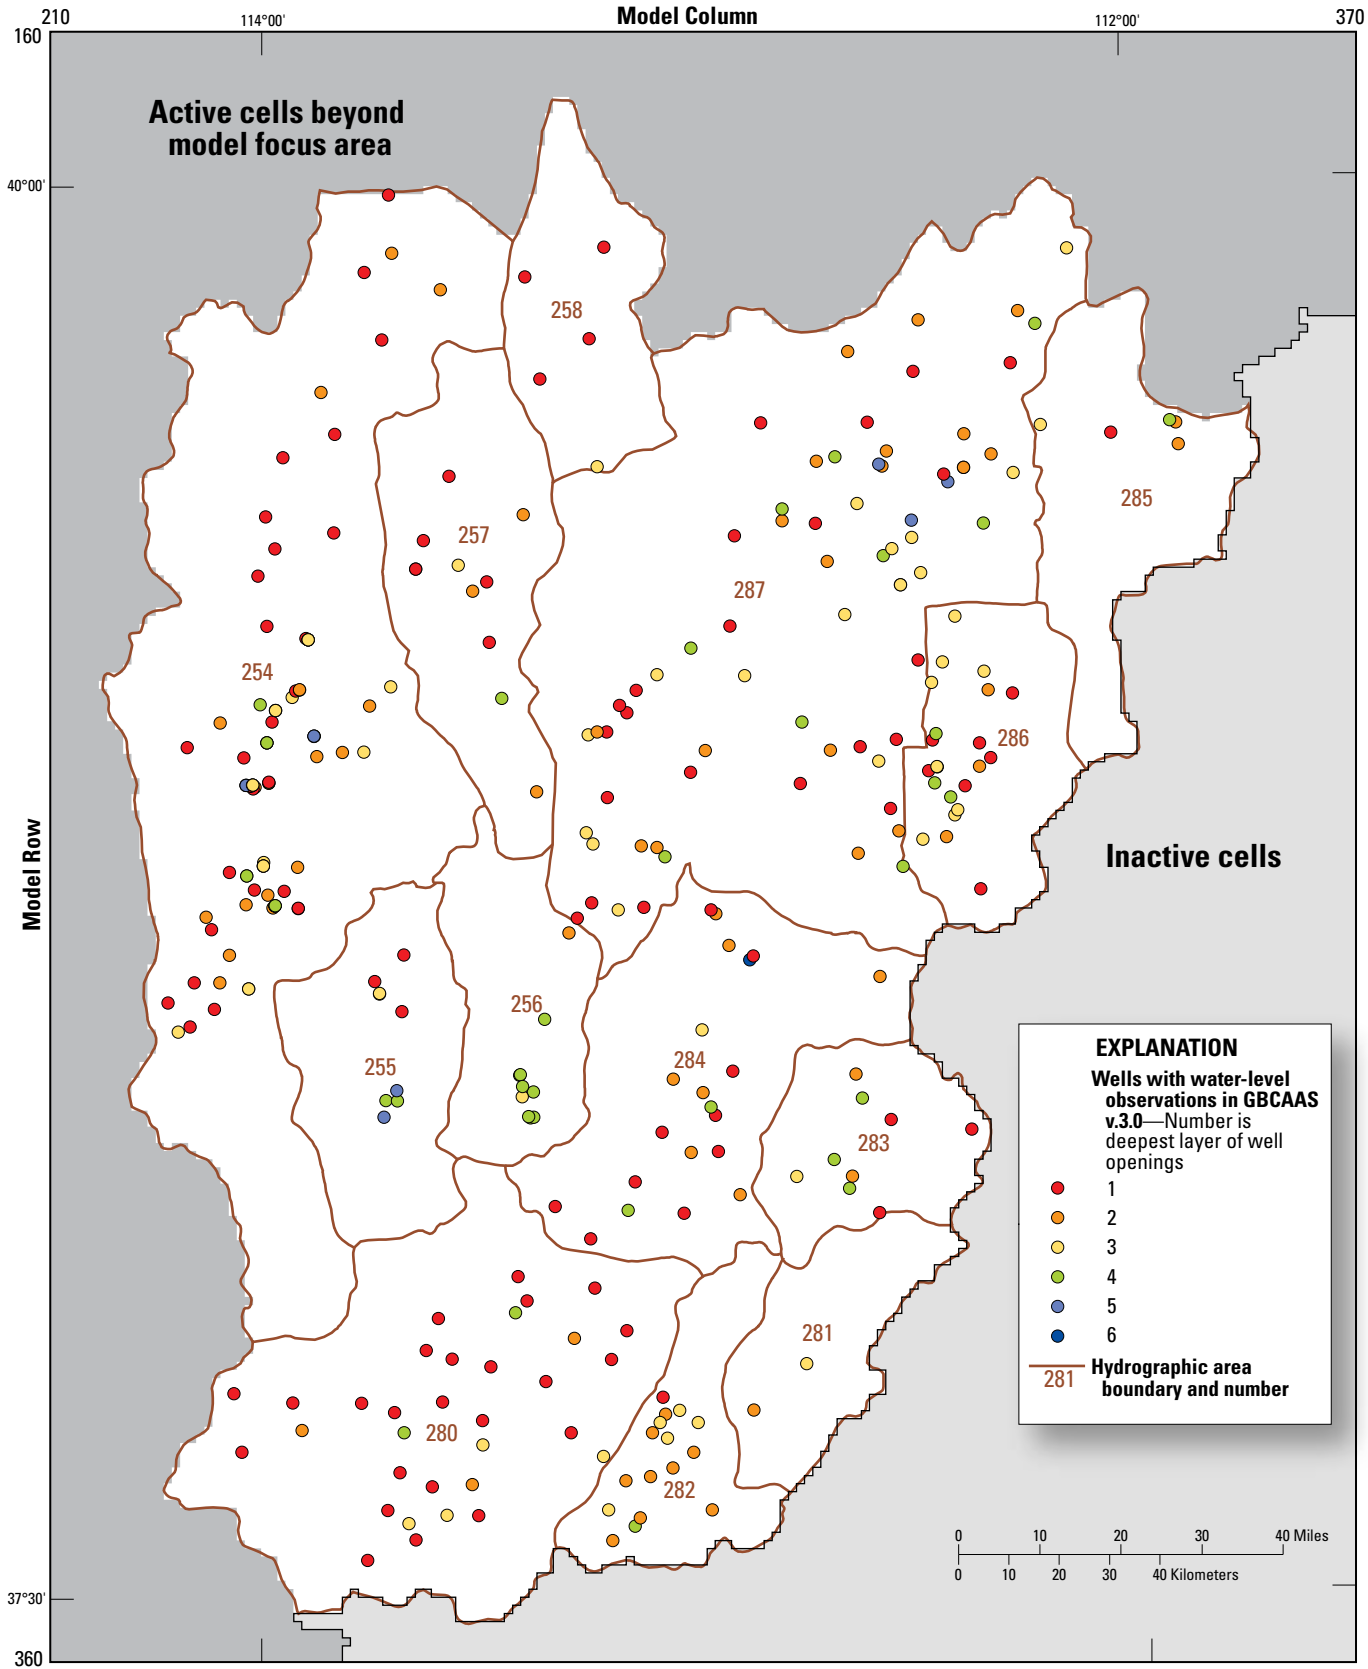 210
114°00'
Model Column
112°00'
370
160
Active cells beyond
model focus area
40°00'
258
257
285
287
254
286
Model Row
Inactive cells
256
255
284
283
EXPLANATION
Wells with water-level
observations in GBCAAS
v.3.0—Number is
deepest layer of well
openings
1
2
3
4
5
6
281
Hydrographic area
boundary and number
281
280
282
0 10 20 30 40 Miles
0 10 20 30 40 Kilometers
37°30'
360